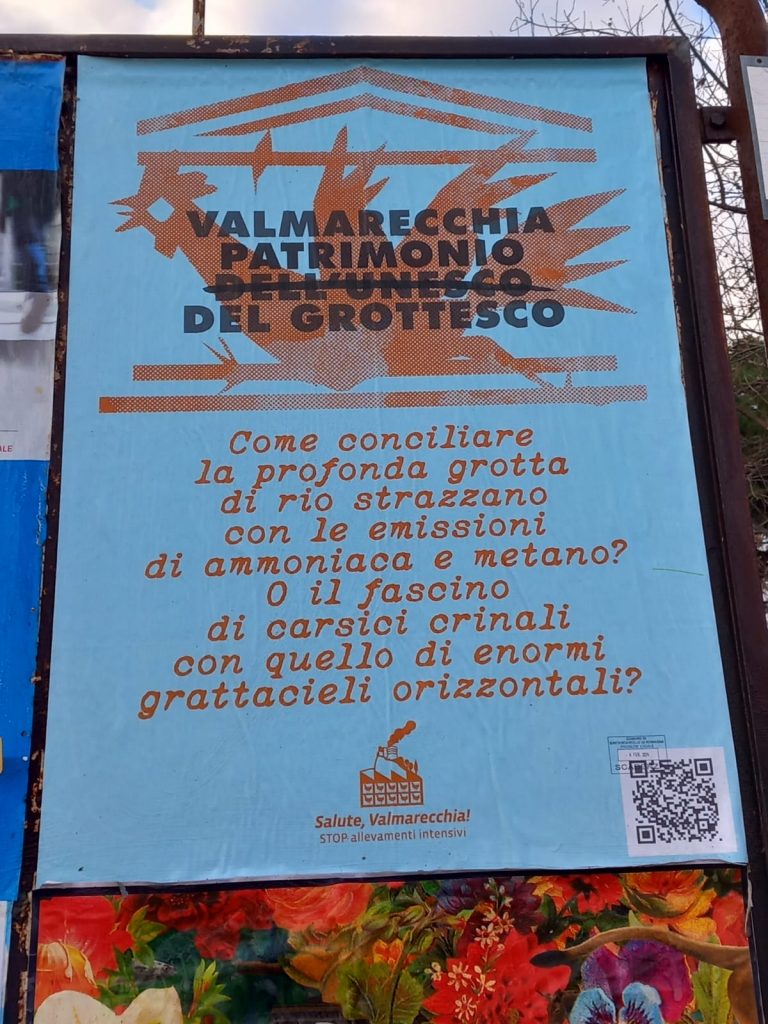 VALMARECCHIA
PATRIMONIO
DELL'UNESCO
DEL GROTTESCO
Come conciliare
la profonda grotta
di rio strazzano
con le emissioni
di ammoniaca e metano?
O il fascino
di carsici crinali
con quello di enormi
grattacieli orizzontali?
Salute, Valmarecchia!
STOP allevamenti intensivi